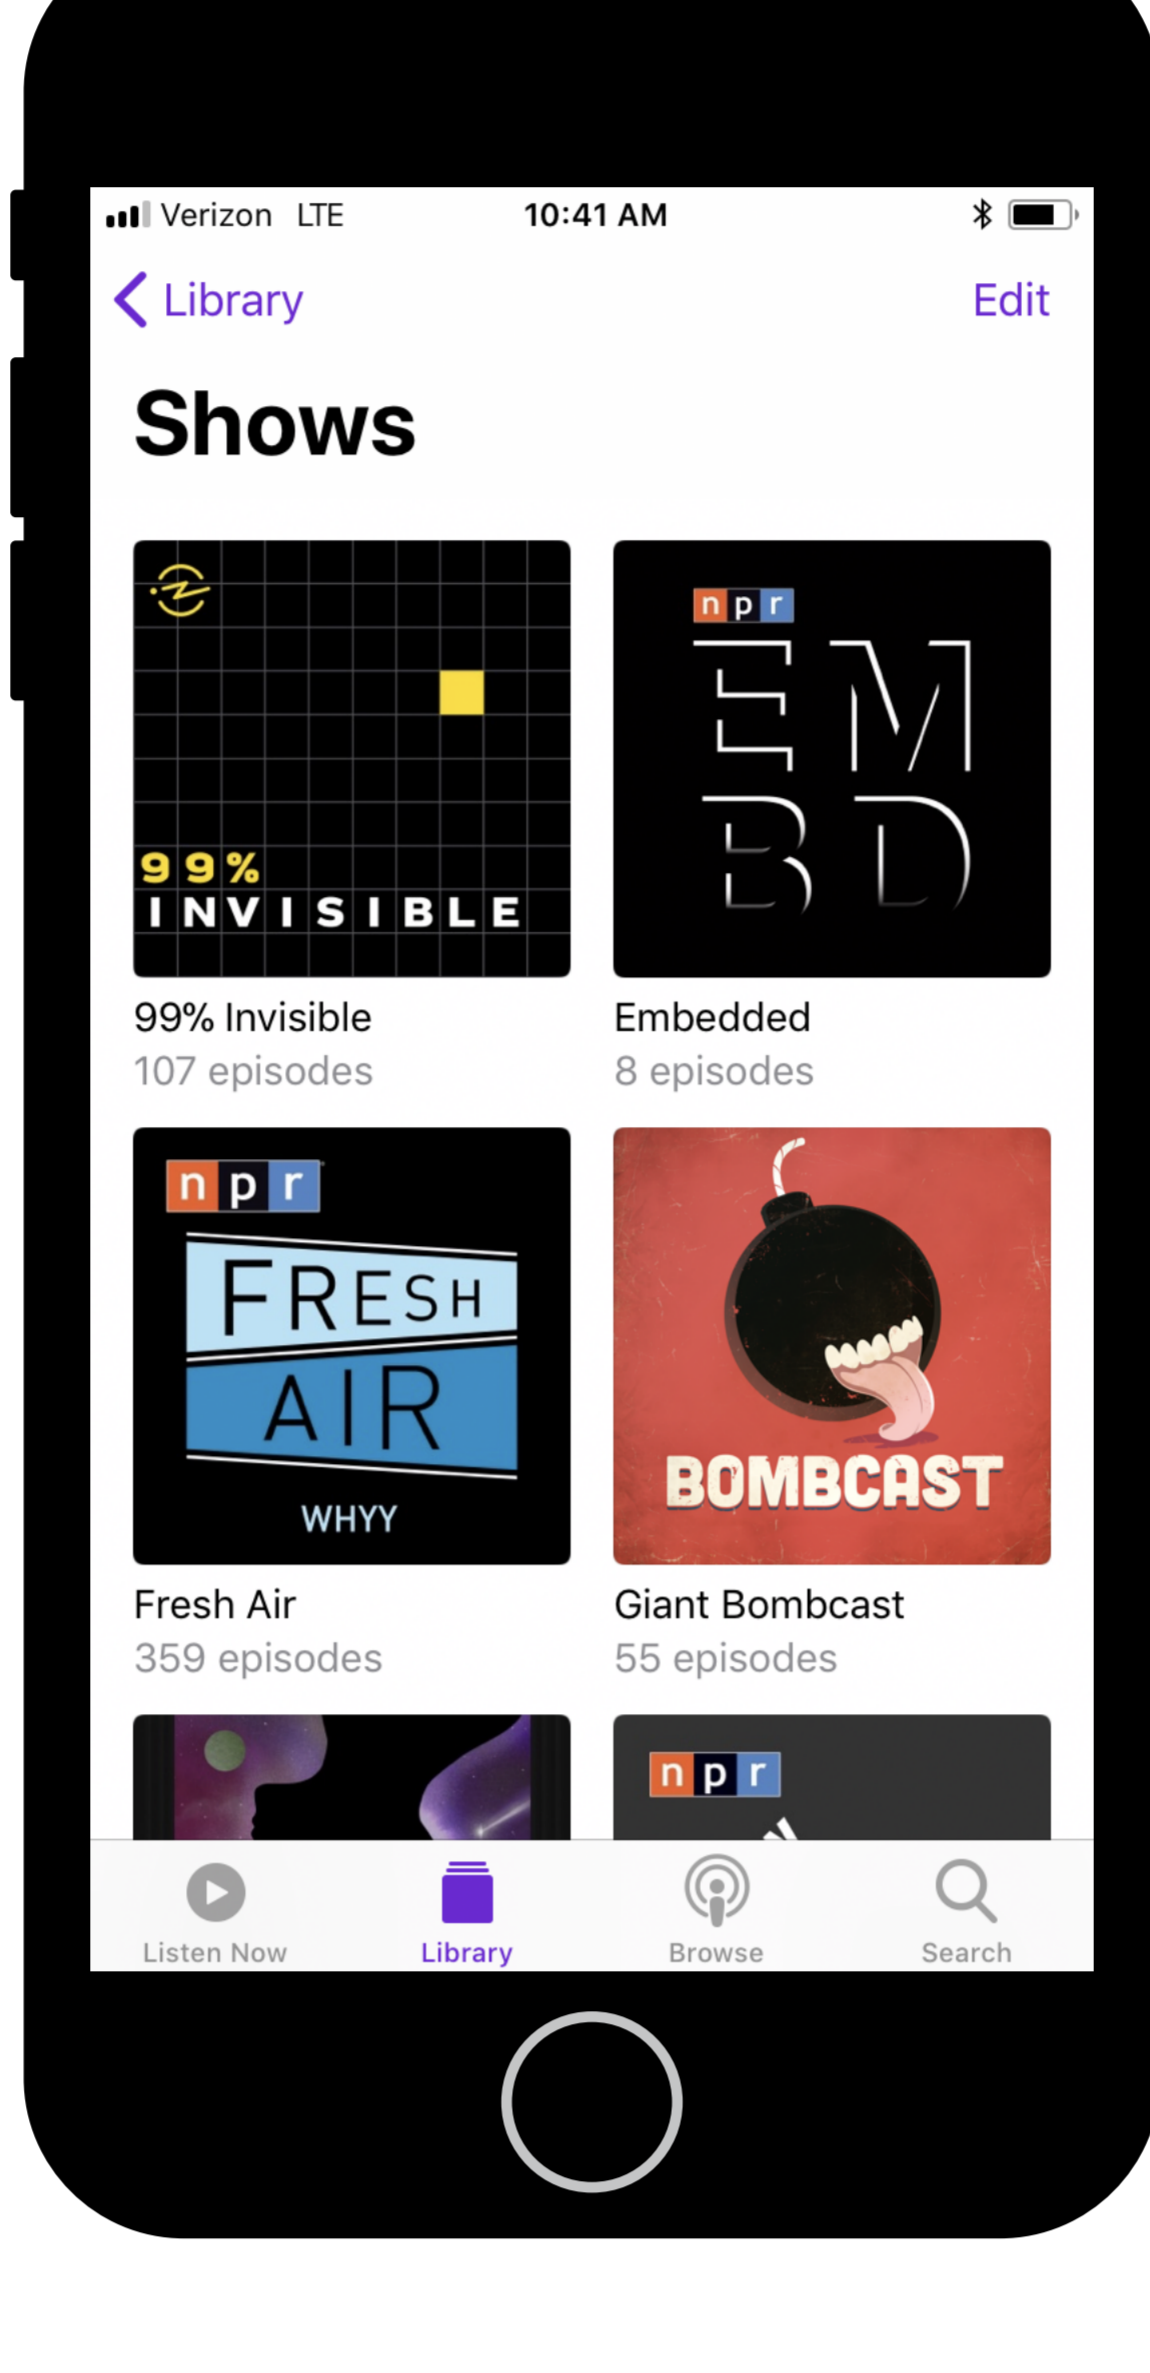 Verizon LTE 10:41 AM
Library Edit
Shows
99%
INVISIBLE
npr
EM
BD
99% Invisible
107 episodes
Embedded
8 episodes
npr
FRESH
AIR
WHYY
BOMBCAST
Fresh Air
359 episodes
Giant Bombcast
55 episodes
npr
Listen Now Library Browse Search